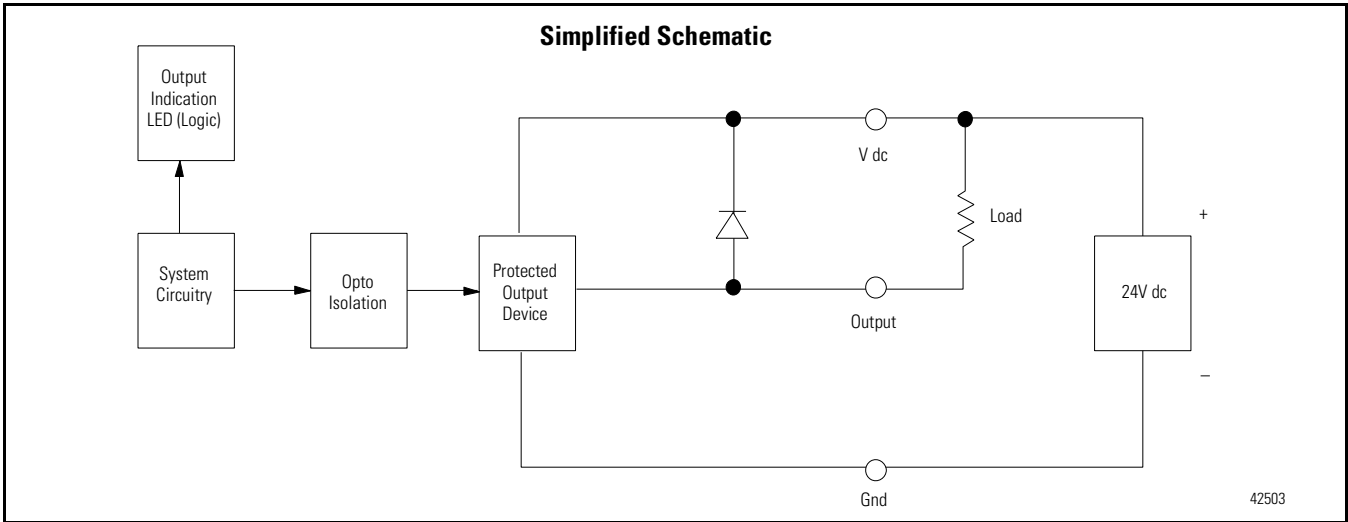 Simplified Schematic
Output
Indication
LED (Logic)
V dc
Load
+
System
Circuitry
Opto
Isolation
Protected
Output
Device
24V dc
Output
–
Gnd
42503